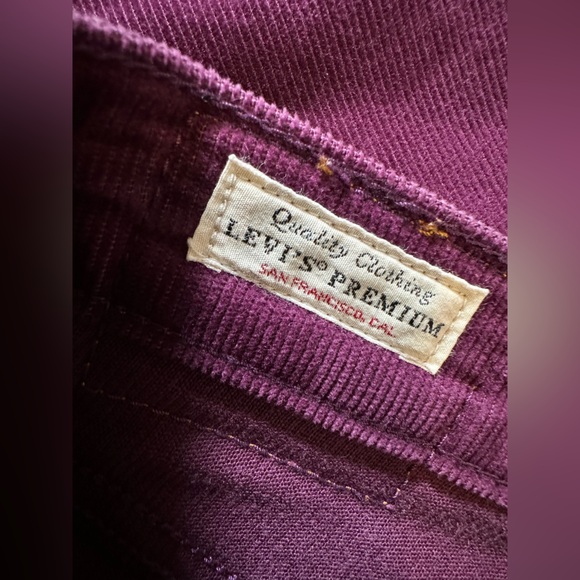 Quality Clothing
LEVI'S® PREMIUM
SAN FRANCISCO, CAL